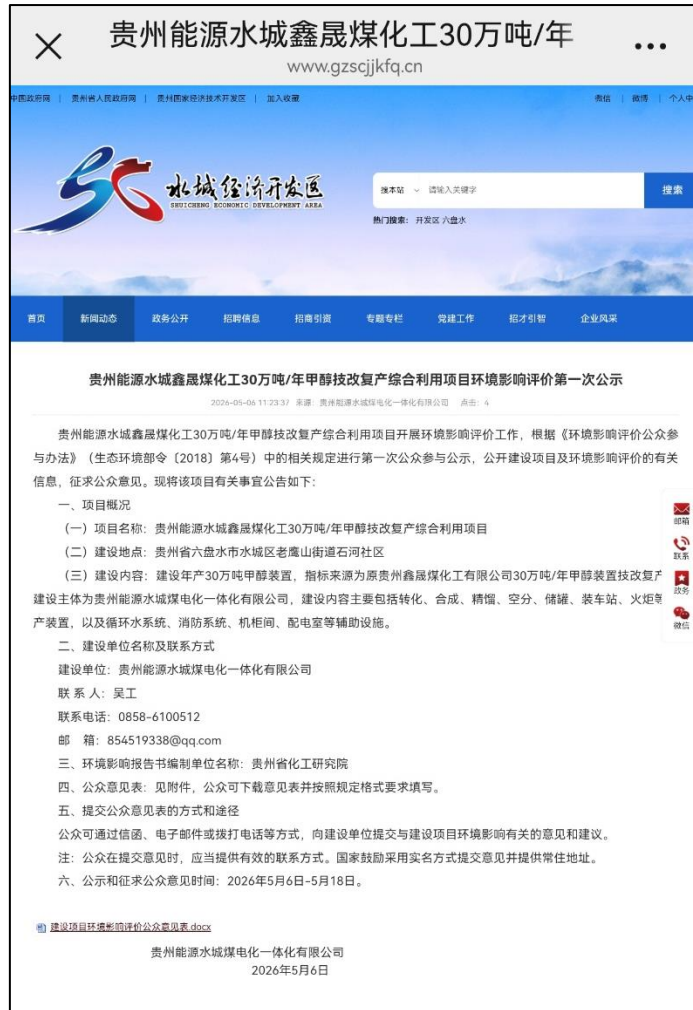 贵州能源水城鑫晟煤化工30万吨/年
www.gzscjjkfq.cn
中国政府网 | 贵州省人民政府网 | 贵州国家经济技术开发区 | 加入收藏
微信 | 微博 | 个人中
水城经济开发区
SHUICHENG ECONOMIC DEVELOPMENT AREA
搜本站 请输入关键字 搜索
热门搜索: 开发区 六盘水
首页 新闻动态 政务公开 招聘信息 招商引资 专题专栏 党建工作 招才引智 企业风采
贵州能源水城鑫晟煤化工30万吨/年甲醇技改复产综合利用项目环境影响评价第一次公示
2026-05-06 11:23:37 来源: 贵州能源水城煤电化一体化有限公司 点击: 4
贵州能源水城鑫晟煤化工30万吨/年甲醇技改复产综合利用项目开展环境影响评价工作，根据《环境影响评价公众参
与办法》（生态环境部令〔2018〕第4号）中的相关规定进行第一次公众参与公示，公开建设项目及环境影响评价的有关
信息，征求公众意见。现将该项目有关事宜公告如下：
一、项目概况
（一）项目名称：贵州能源水城鑫晟煤化工30万吨/年甲醇技改复产综合利用项目
（二）建设地点：贵州省六盘水市水城区老鹰山街道石河社区
（三）建设内容：建设年产30万吨甲醇装置，指标来源为原贵州鑫晟煤化工有限公司30万吨/年甲醇装置技改复产
建设主体为贵州能源水城煤电化一体化有限公司，建设内容主要包括转化、合成、精馏、空分、储罐、装车站、火炬等
产装置，以及循环水系统、消防系统、机柜间、配电室等辅助设施。
二、建设单位名称及联系方式
建设单位：贵州能源水城煤电化一体化有限公司
联 系 人：吴工
联系电话：0858-6100512
邮 箱：854519338@qq.com
三、环境影响报告书编制单位名称：贵州省化工研究院
四、公众意见表：见附件，公众可下载意见表并按照规定格式要求填写。
五、提交公众意见表的方式和途径
公众可通过信函、电子邮件或拨打电话等方式，向建设单位提交与建设项目环境影响有关的意见和建议。
注：公众在提交意见时，应当提供有效的联系方式。国家鼓励采用实名方式提交意见并提供常住地址。
六、公示和征求公众意见时间：2026年5月6日-5月18日。
建设项目环境影响评价公众意见表.docx
贵州能源水城煤电化一体化有限公司
2026年5月6日
邮箱
联系
政务
微信